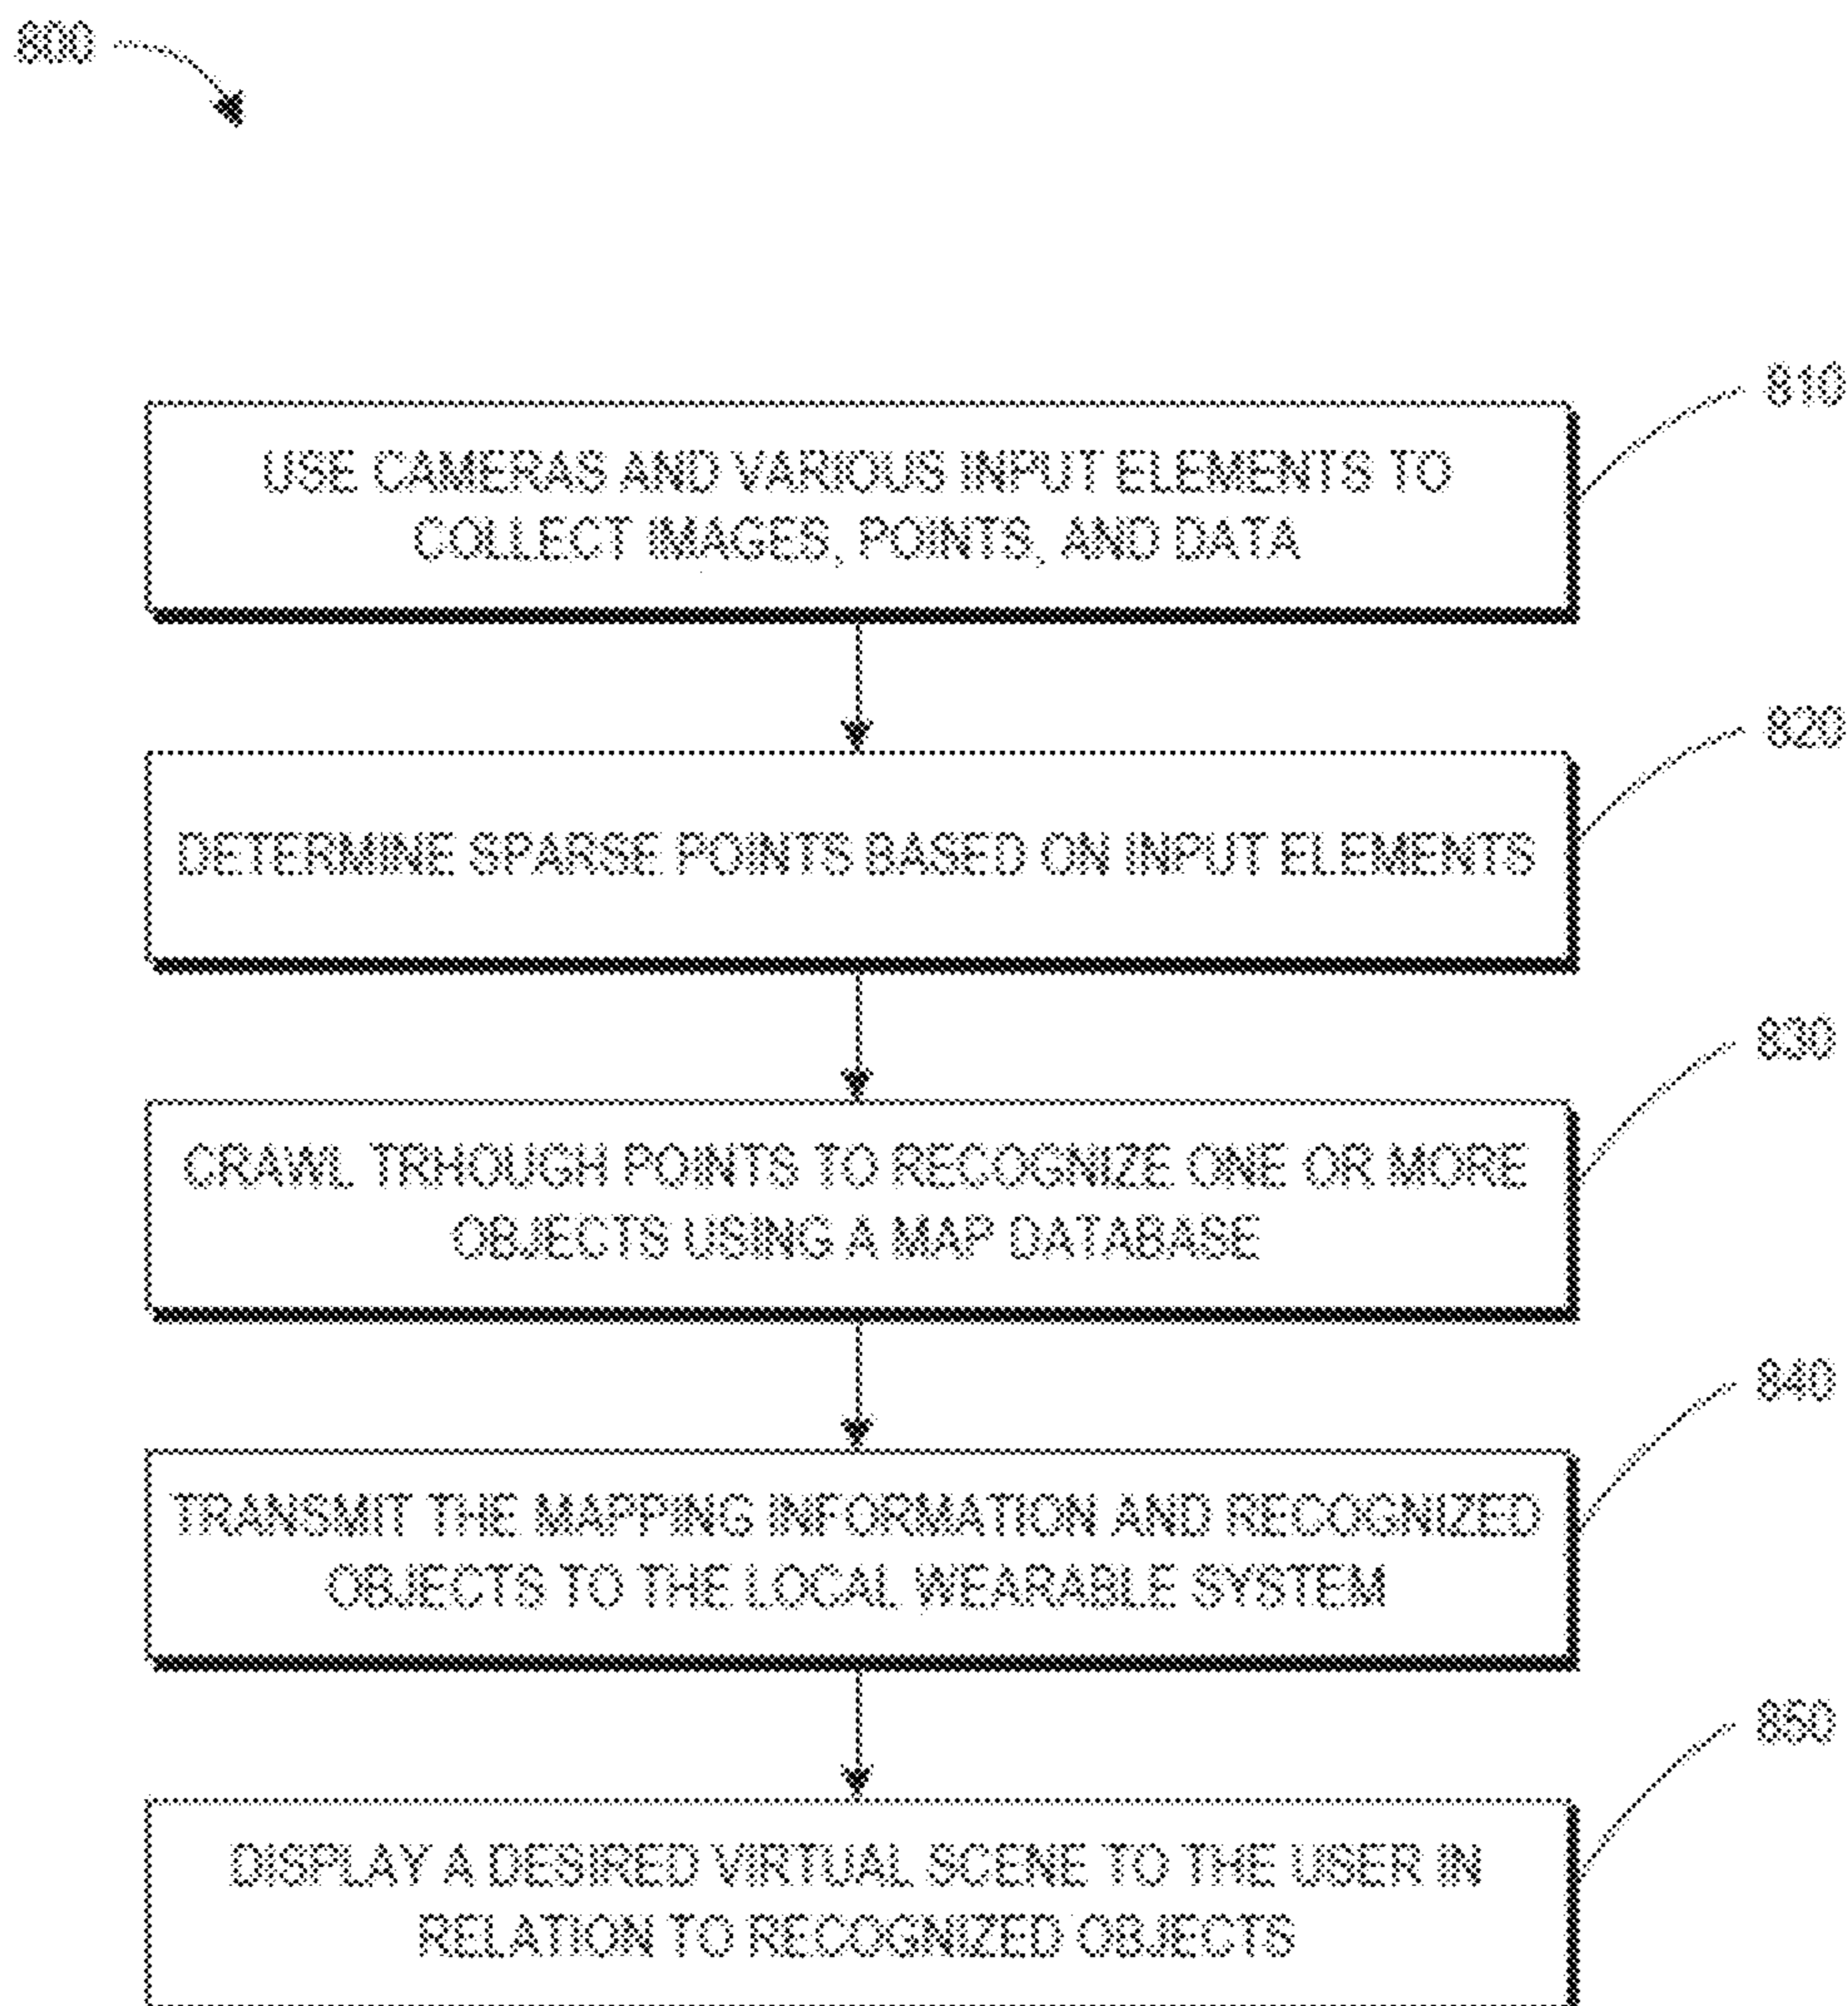 800
810
USE CAMERAS AND VARIOUS INPUT ELEMENTS TO
COLLECT IMAGES, POINTS, AND DATA
820
DETERMINE SPARSE POINTS BASED ON INPUT ELEMENTS
830
CRAWL TRHOUGH POINTS TO RECOGNIZE ONE OR MORE
OBJECTS USING A MAP DATABASE
840
TRANSMIT THE MAPPING INFORMATION AND RECOGNIZED
OBJECTS TO THE LOCAL WEARABLE SYSTEM
850
DISPLAY A DESIRED VIRTUAL SCENE TO THE USER IN
RELATION TO RECOGNIZED OBJECTS